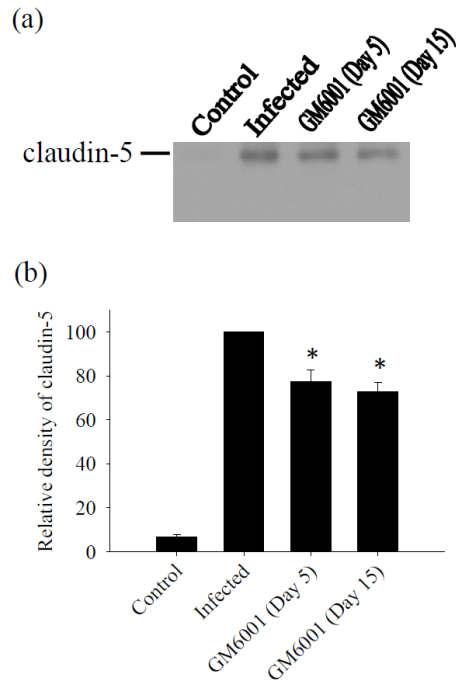 (a)
Control
Infected
GM6001 (Day 5)
GM6001 (Day 15)
claudin-5
(b)
Relative density of claudin-5
100
80
60
40
20
0
*
*
Control
Infected
GM6001 (Day 5)
GM6001 (Day 15)